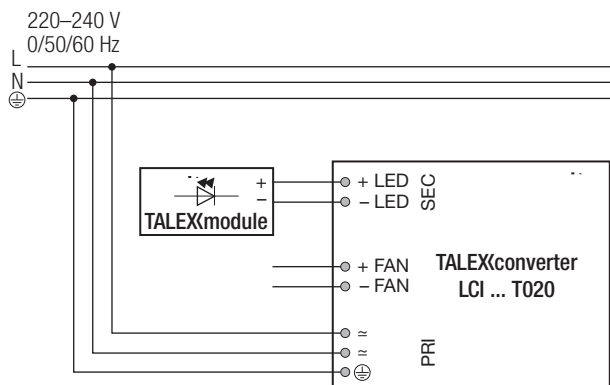 220–240 V
0/50/60 Hz
L
N
+
−
TALEXmodule
+ LED
− LED
SEC
+ FAN
− FAN
TALEXconverter
LCI ... T020
≃
≃
PRI